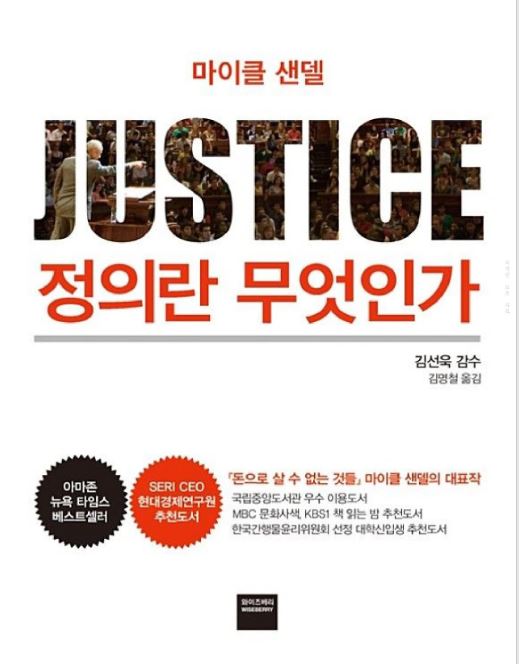 마이클 샌델
JUSTICE
정의란 무엇인가
김선욱 감수
김명철 옮김
아마존
뉴욕 타임스
베스트셀러
SERI CEO
현대경제연구원
추천도서
『돈으로 살 수 없는 것들』 마이클 샌델의 대표작
국립중앙도서관 우수 이용도서
MBC 문화사색, KBS1 책 읽는 밤 추천도서
한국간행물윤리위원회 선정 대학신입생 추천도서
와이즈베리
WISEBERRY